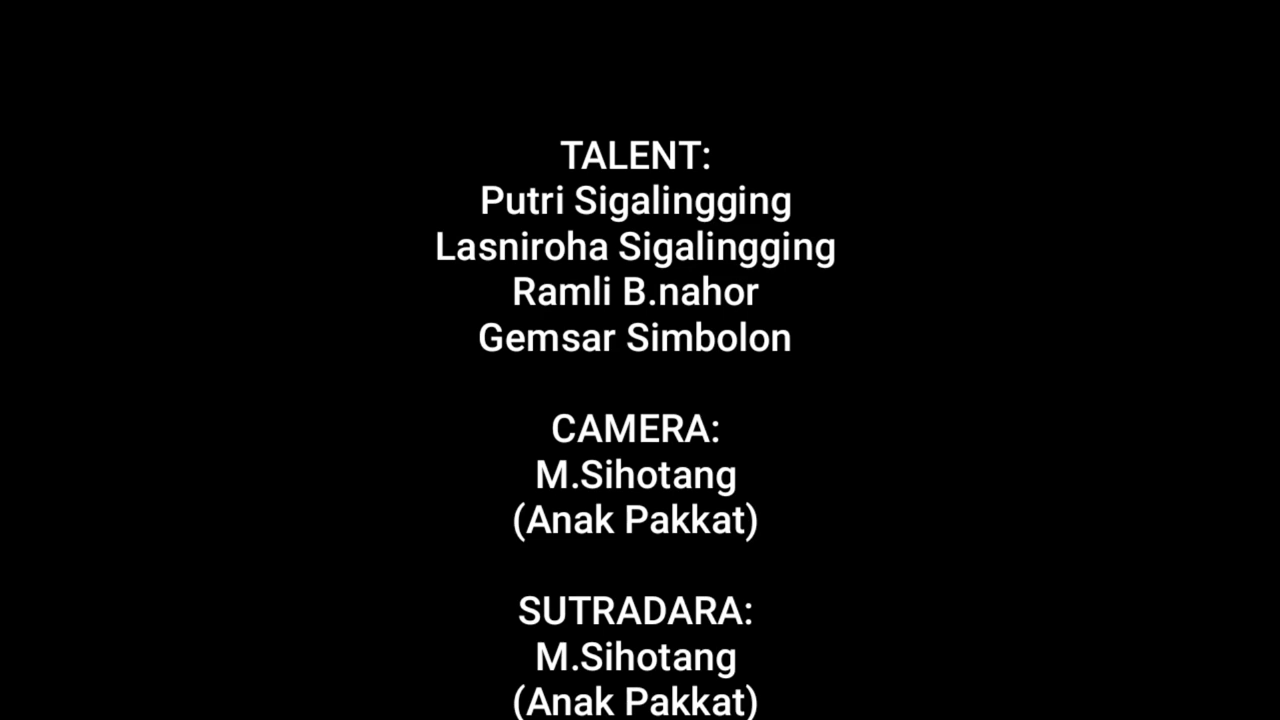 TALENT:
Putri Sigalingging
Lasniroha Sigalingging
Ramli B.nahor
Gemsar Simbolon
CAMERA:
M.Sihotang
(Anak Pakkat)
SUTRADARA:
M.Sihotang
(Anak Pakkat)